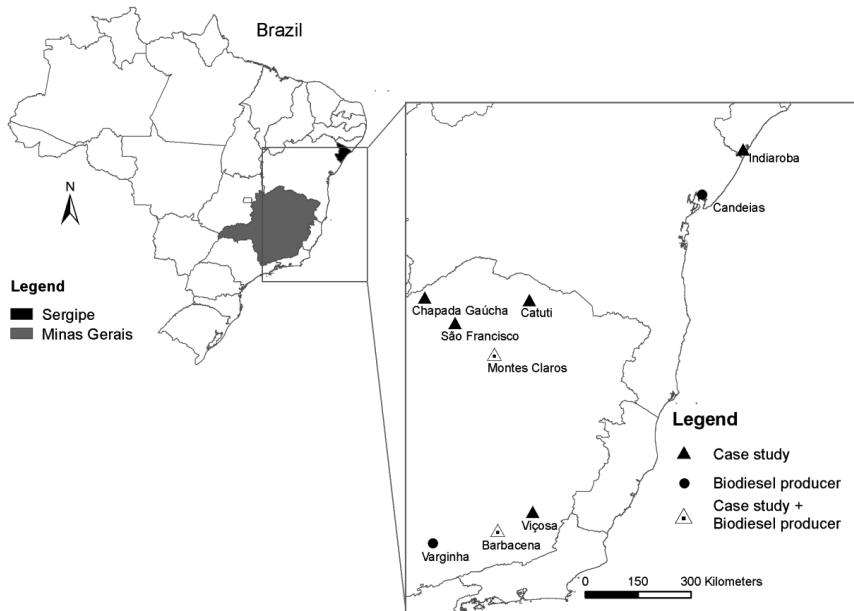 Brazil
N
Legend
Sergipe
Minas Gerais
Indiaroba
Candeias
Chapada Gaúcha
Catuti
São Francisco
Montes Claros
Viçosa
Barbacena
Varginha
Legend
Case study
Biodiesel producer
Case study +
Biodiesel producer
0 150 300 Kilometers